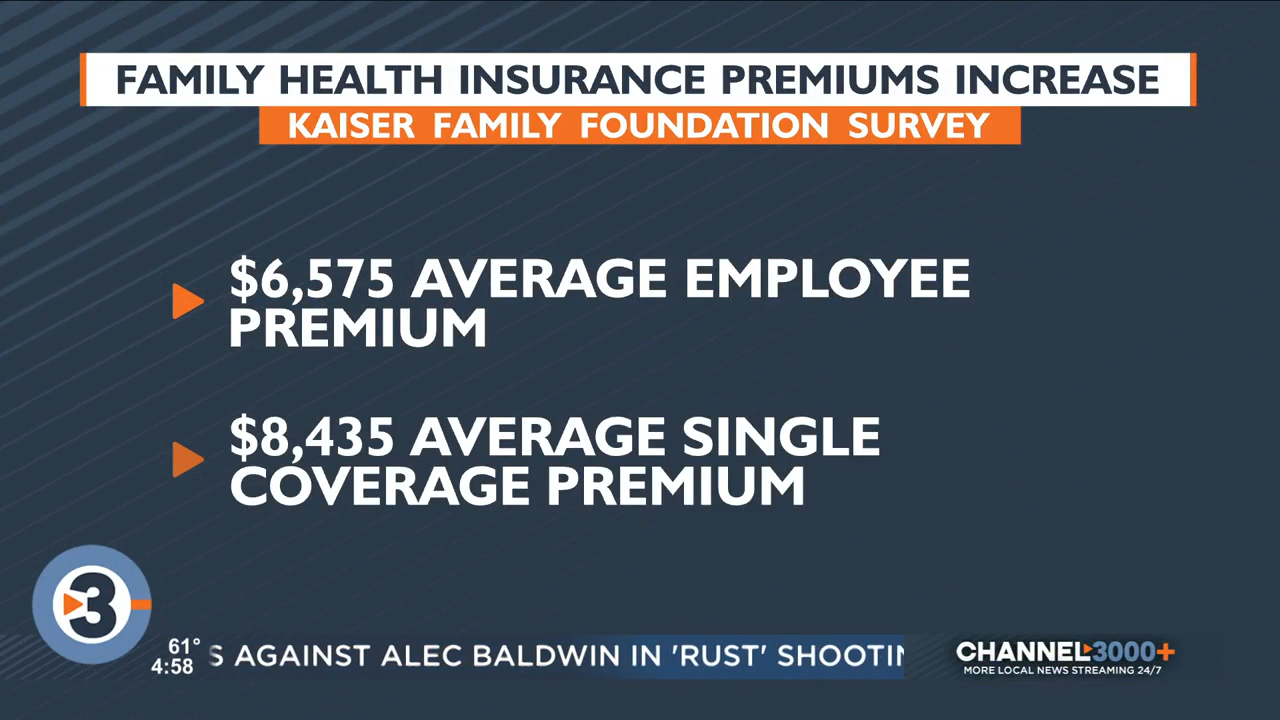 FAMILY HEALTH INSURANCE PREMIUMS INCREASE
KAISER FAMILY FOUNDATION SURVEY
$6,575 AVERAGE EMPLOYEE
PREMIUM
$8,435 AVERAGE SINGLE
COVERAGE PREMIUM
3
61°
4:58
S AGAINST ALEC BALDWIN IN 'RUST' SHOOTIN
CHANNEL3000+
MORE LOCAL NEWS STREAMING 24/7